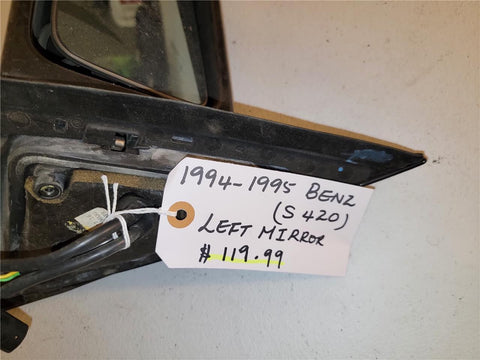 1994-1995 BENZ
(S 420)
LEFT MIRROR
$119.99